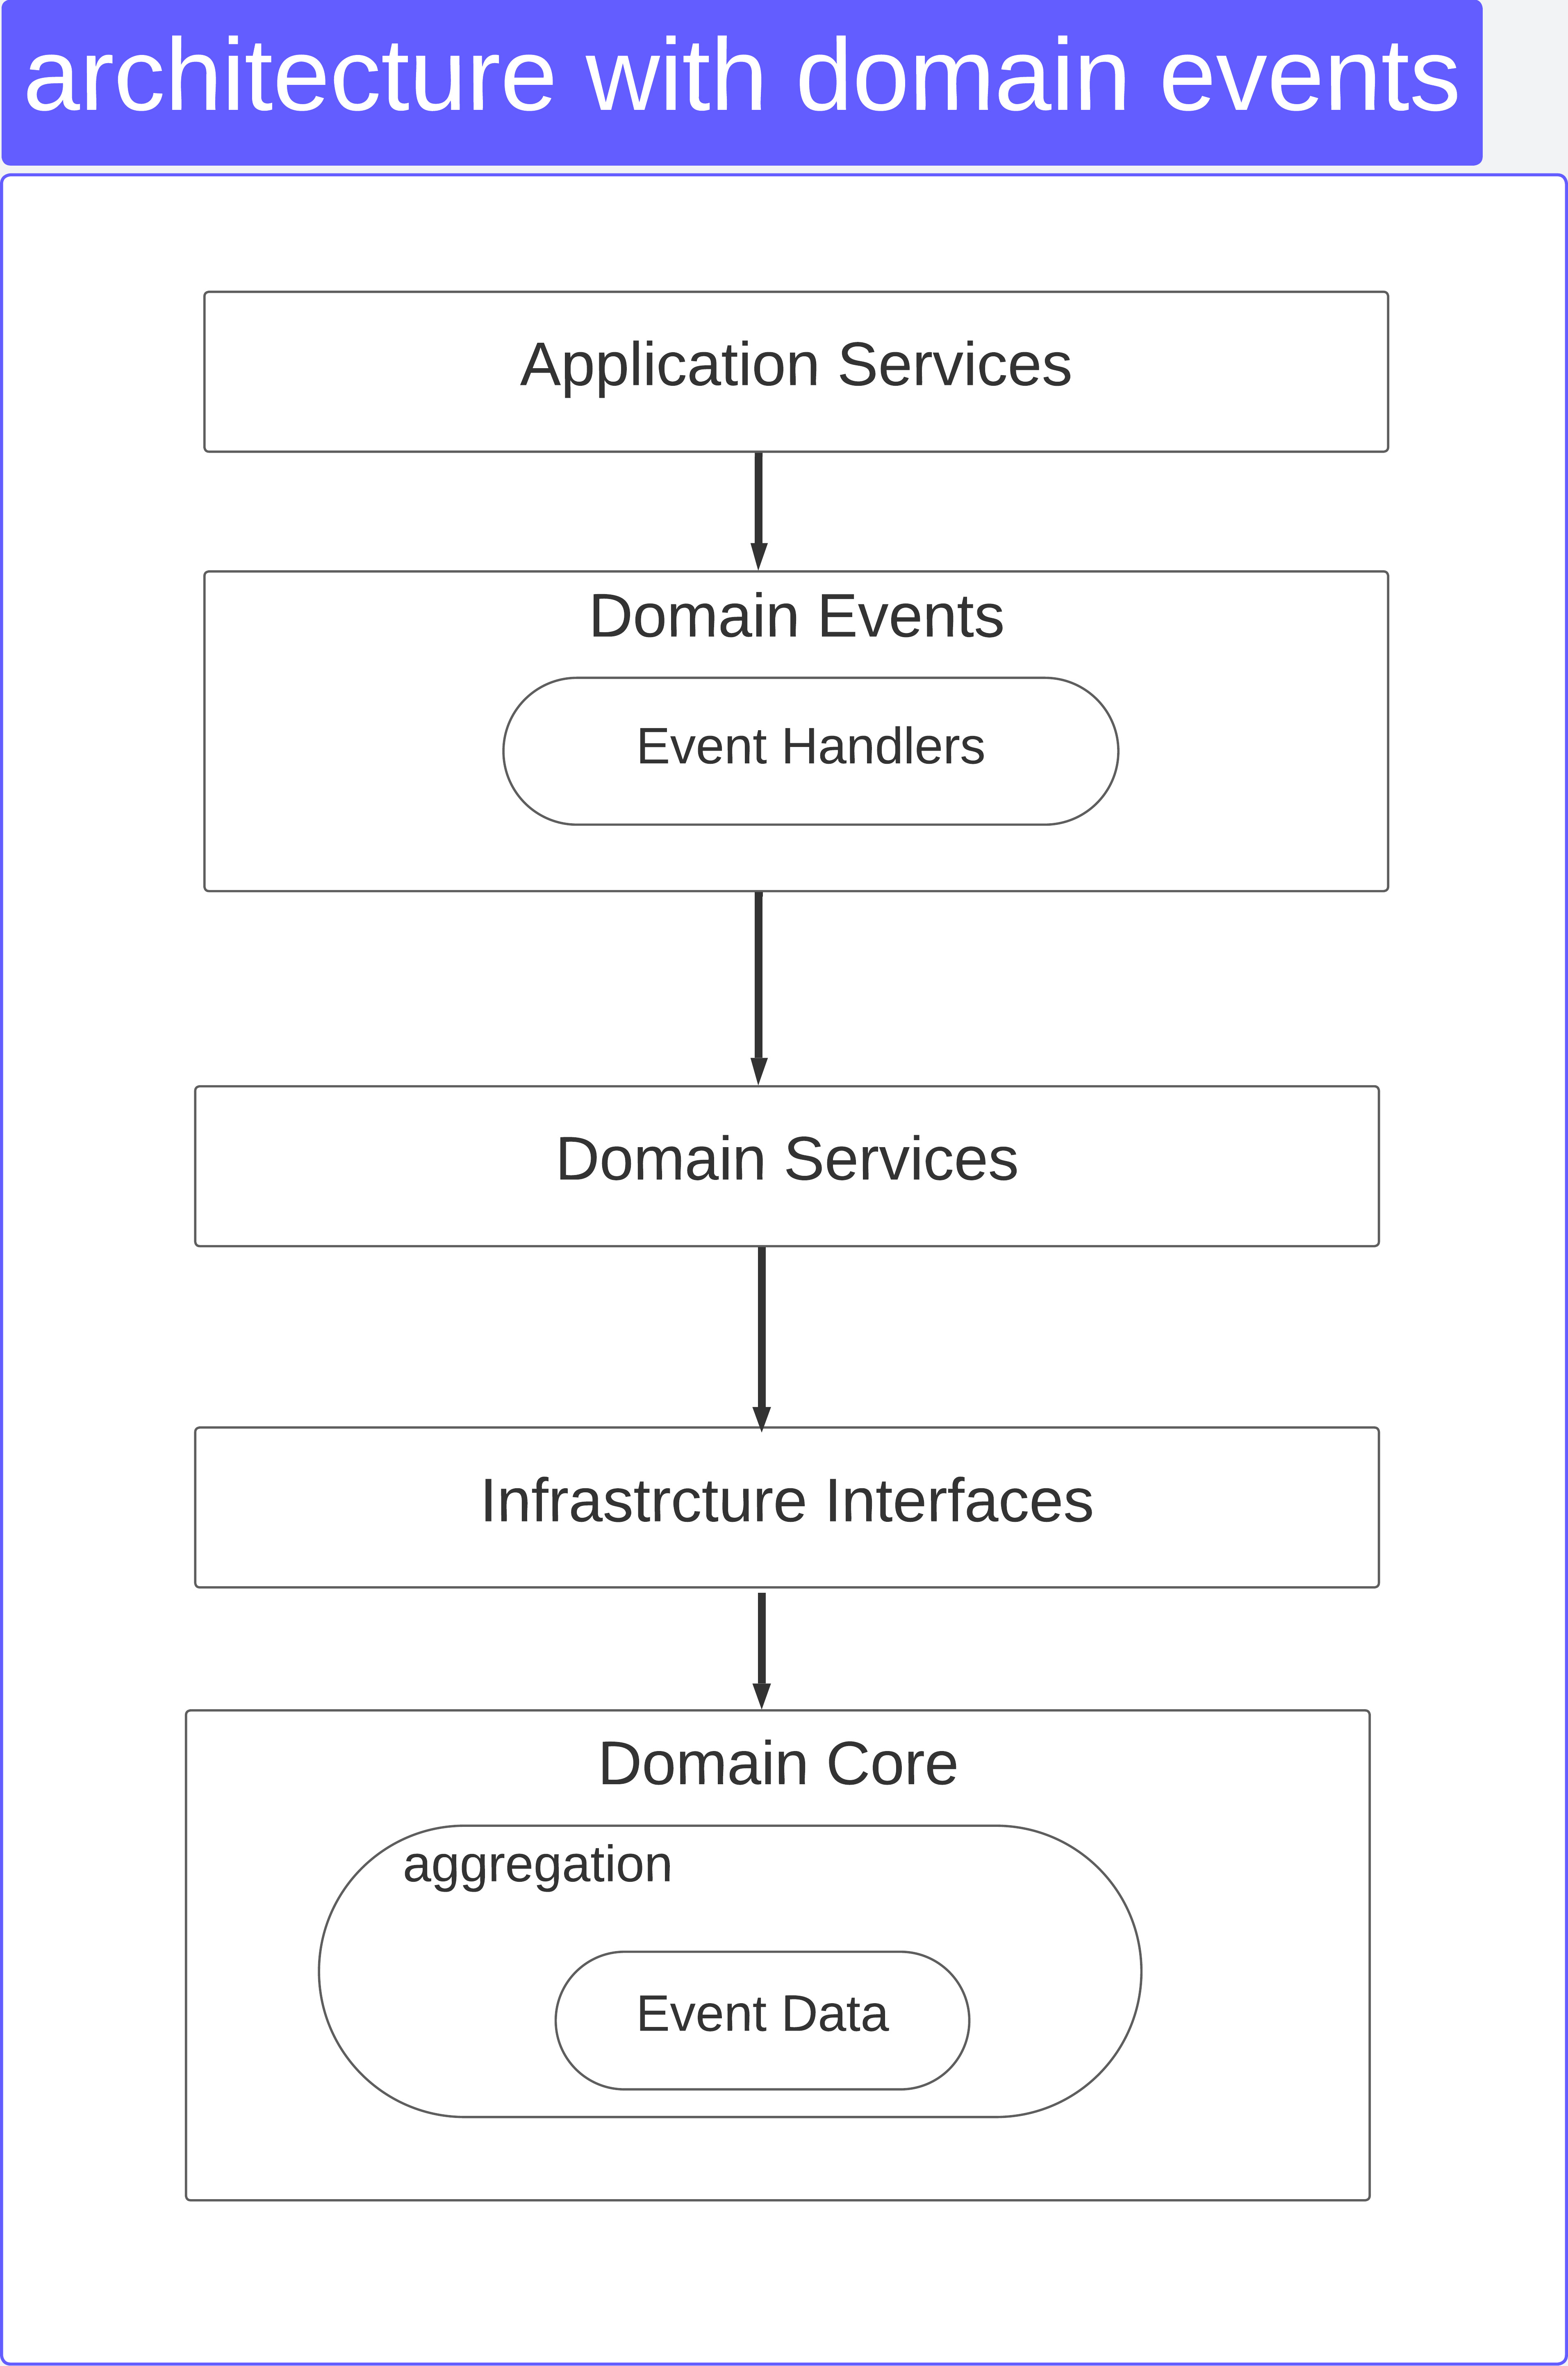 architecture with domain events
Application Services
Domain Events
Event Handlers
Domain Services
Infrastrcture Interfaces
Domain Core
aggregation
Event Data